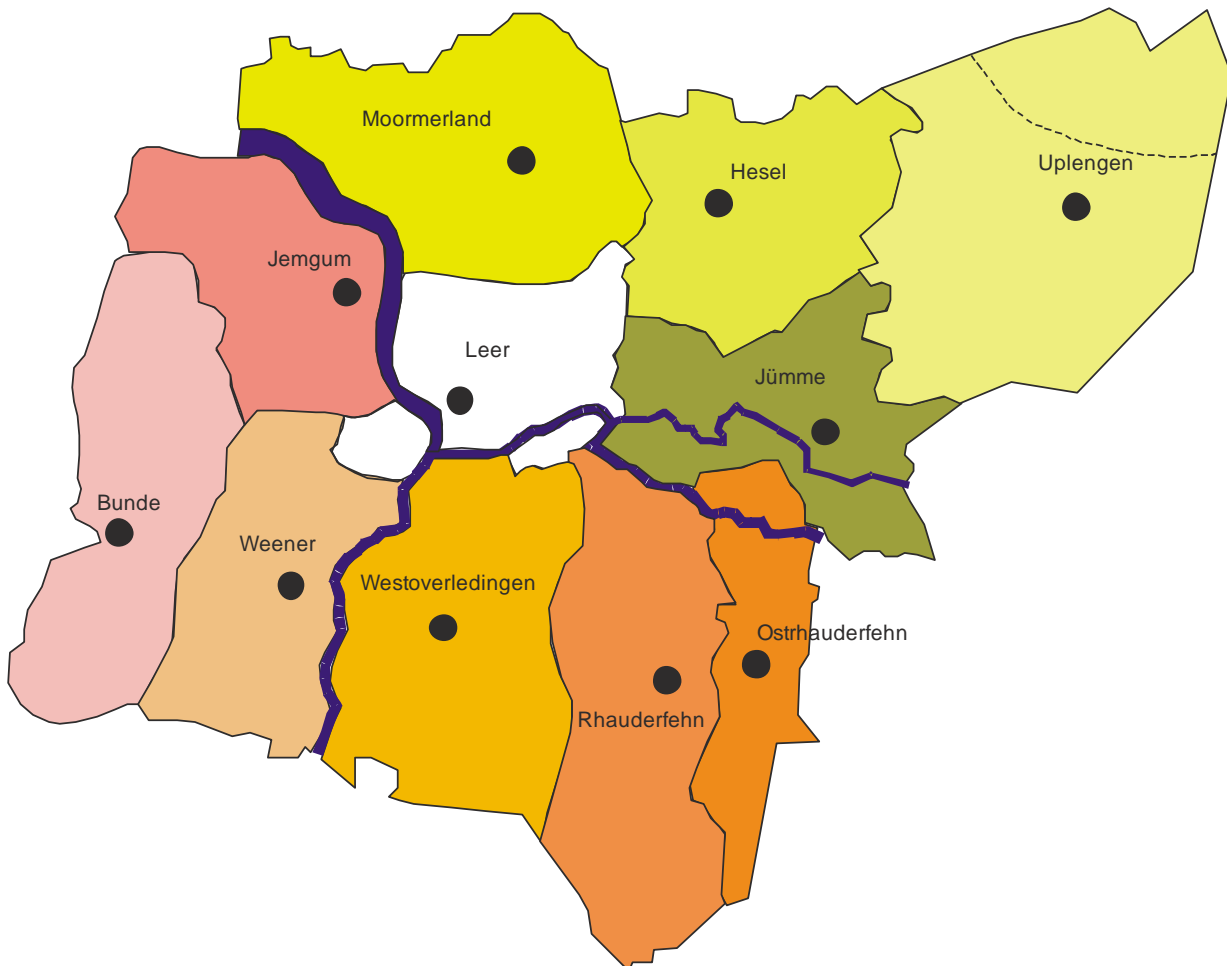 Moormerland
Hesel
Uplengen
Jemgum
Leer
Jümme
Bunde
Weener
Westoverledingen
Ostrhauderfehn
Rhauderfehn